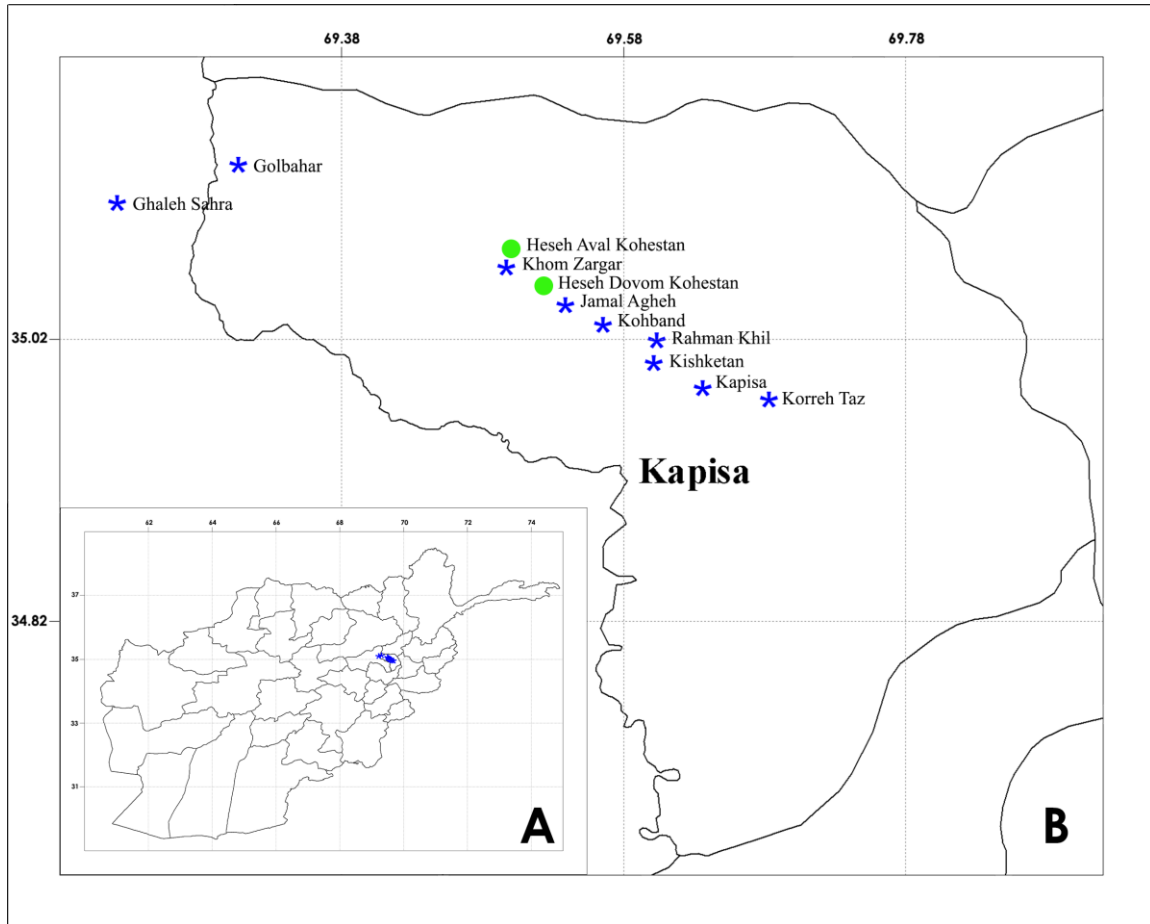 69.38 69.58 69.78
Golbahar
Ghaleh Sahra
Heseh Aval Kohestan
Khom Zargar
Heseh Dovom Kohestan
Jamal Agheh
Kohband
35.02
Rahman Khil
Kishketan
Kapisa
Korreh Taz
Kapisa
62 64 66 68 70 72 74
37
34.82
35
33
31
A
B